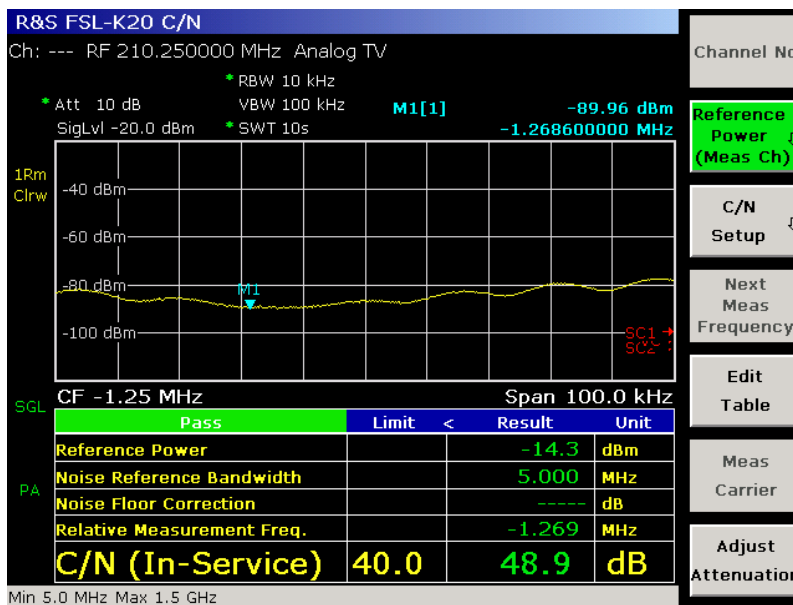 R&S FSL-K20 C/N
Ch: --- RF 210.250000 MHz Analog TV
* RBW 10 kHz
* Att 10 dB VBW 100 kHz M1[1] -89.96 dBm
SigLvl -20.0 dBm * SWT 10s -1.268600000 MHz
1Rm
Clrw
-40 dBm
-60 dBm
-80 dBm
M1
-100 dBm
SC1
SC2
SGL
CF -1.25 MHz Span 100.0 kHz
Pass Limit < Result Unit
Reference Power -14.3 dBm
PA
Noise Reference Bandwidth 5.000 MHz
Noise Floor Correction ----- dB
Relative Measurement Freq. -1.269 MHz
C/N (In-Service) 40.0 48.9 dB
Min 5.0 MHz Max 1.5 GHz
Channel No
Reference
Power
(Meas Ch)
C/N
Setup
Next
Meas
Frequency
Edit
Table
Meas
Carrier
Adjust
Attenuation